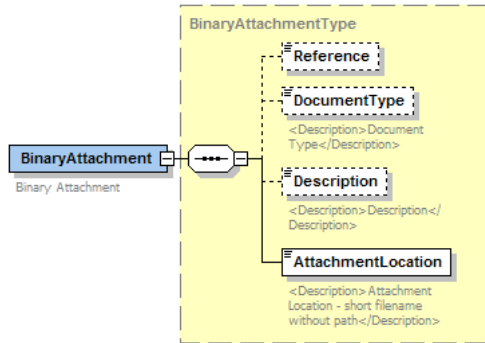 BinaryAttachmentType
Reference
DocumentType
<Description>Document
Type</Description>
BinaryAttachment
Binary Attachment
Description
<Description>Description</
Description>
AttachmentLocation
<Description>Attachment
Location - short filename
without path</Description>